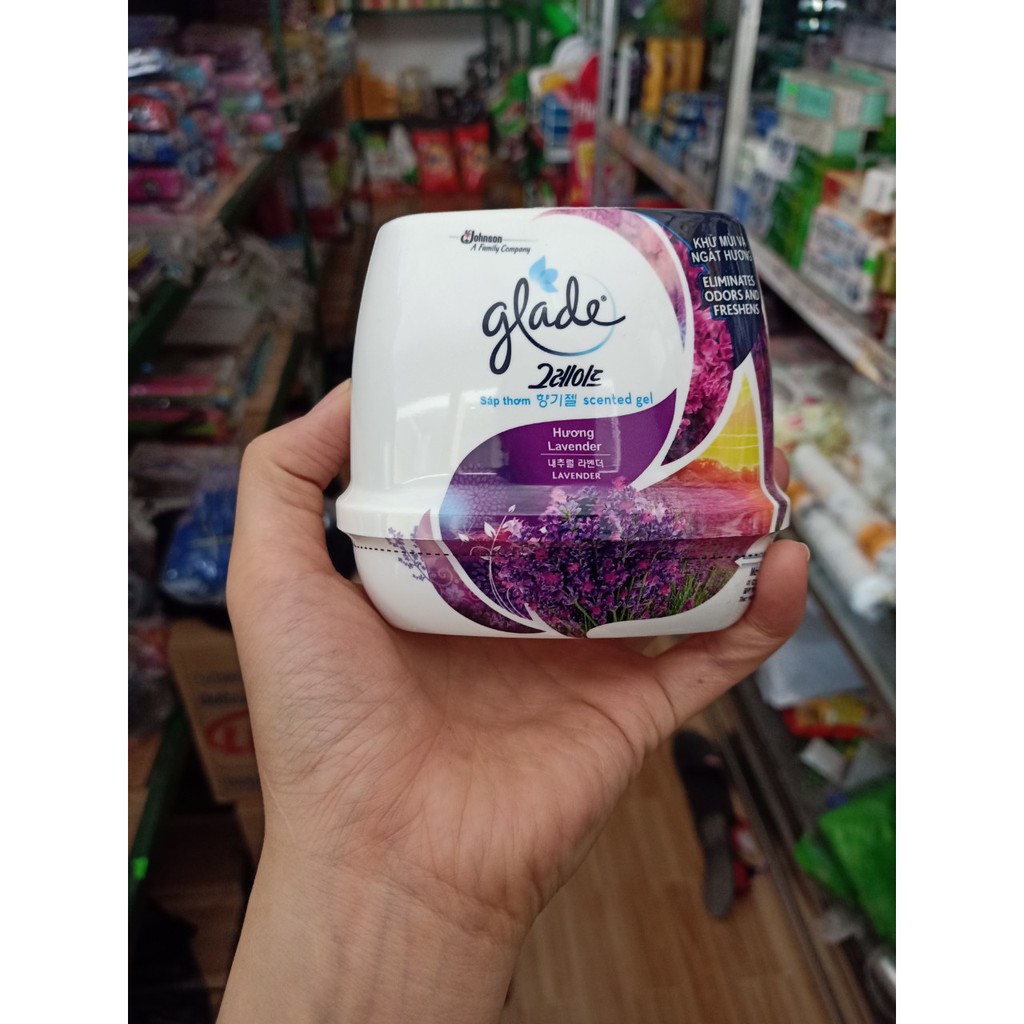 Johnson
A Family Company
glade
그레이드
Sáp thơm 향기젤 scented gel
Hương
Lavender
내추럴 라벤더
LAVENDER
KHỬ MÙI VÀ
NGÁT HƯƠNG
ELIMINATES
ODORS AND
FRESHENS